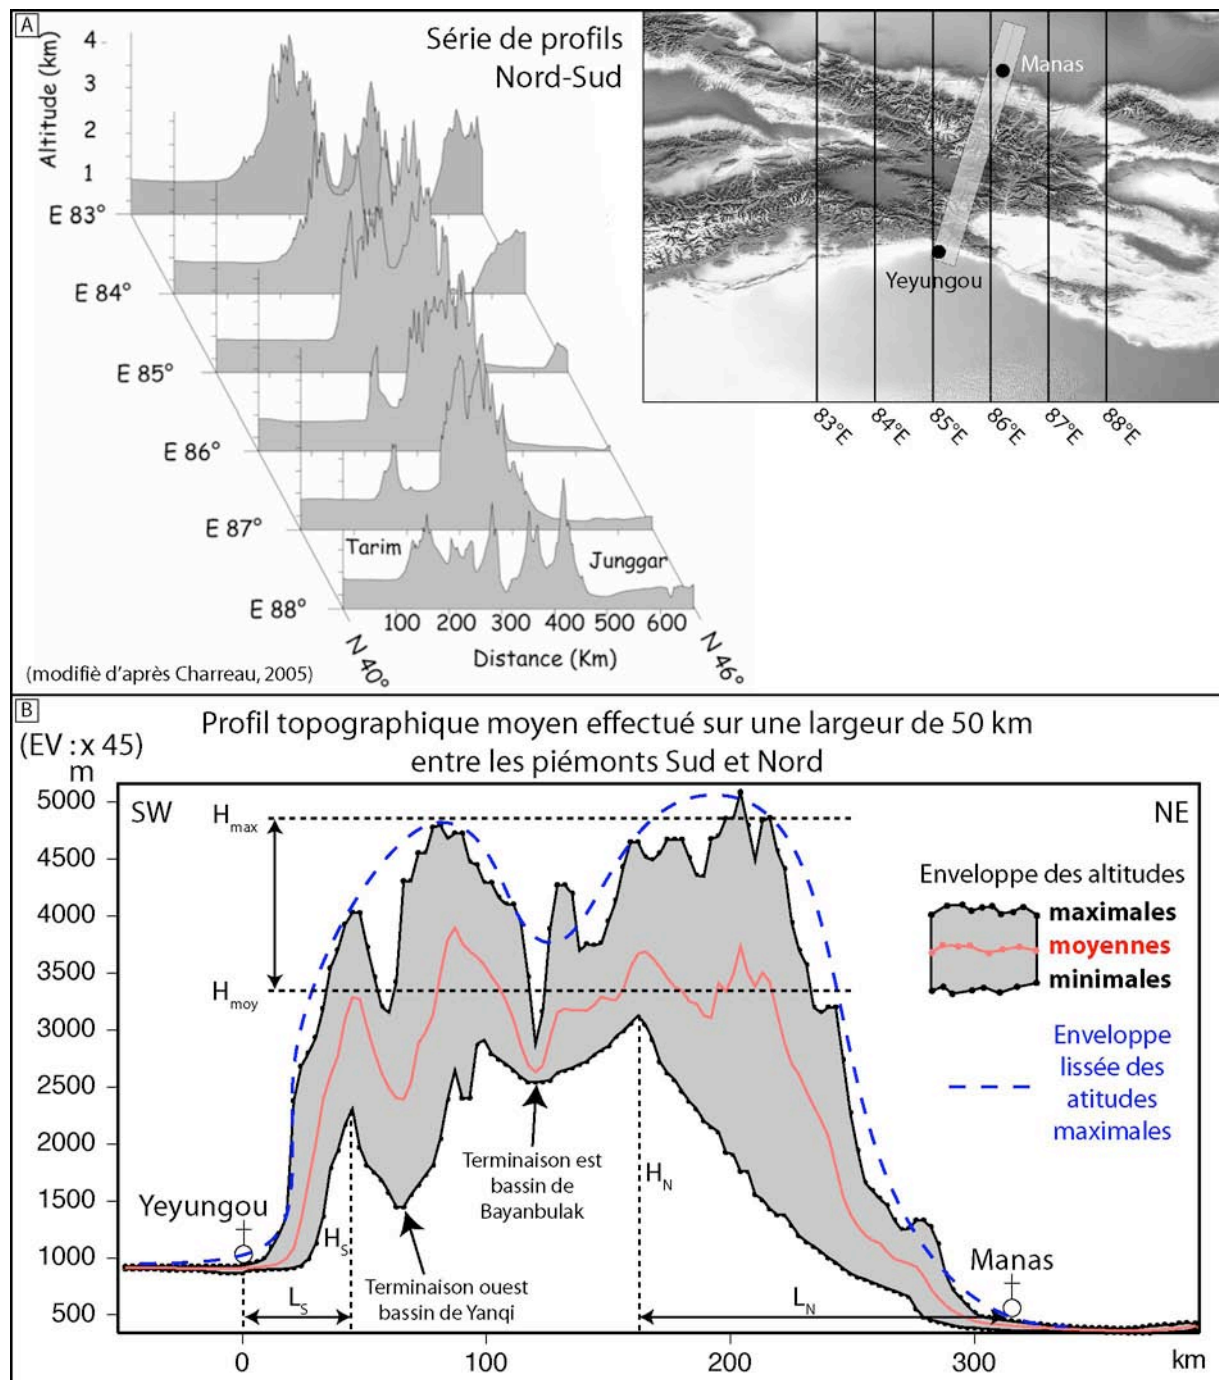 A
Série de profils
Nord-Sud
Altitude (km)
4
3
2
1
E 83°
E 84°
E 85°
E 86°
E 87°
E 88°
Tarim
Junggar
100 200 300 400 500 600
Distance (Km)
N 40°
N 46°
(modifiè d'après Charreau, 2005)
Manas
Yeyungou
83°E
84°E
85°E
86°E
87°E
88°E
B
Profil topographique moyen effectué sur une largeur de 50 km
entre les piémonts Sud et Nord
(EV : x 45)
m
5000
4500
4000
3500
3000
2500
2000
1500
1000
500
SW
NE
Hmax
Hmoy
Enveloppe des altitudes
maximales
moyennes
minimales
Enveloppe
lissée des
atitudes
maximales
Terminaison est
bassin de
Bayanbulak
HN
Yeyungou
HS
Manas
Terminaison ouest
bassin de Yanqi
LS
LN
0 100 200 300 km